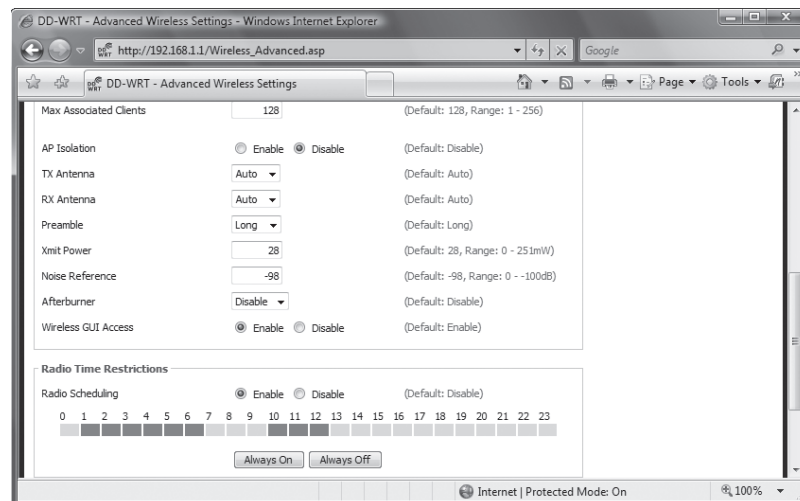 DD-WRT - Advanced Wireless Settings - Windows Internet Explorer
DD WRT http://192.168.1.1/Wireless_Advanced.asp Google
DD WRT DD-WRT - Advanced Wireless Settings Page Tools
Max Associated Clients 128 (Default: 128, Range: 1 - 256)
AP Isolation Enable Disable (Default: Disable)
TX Antenna Auto (Default: Auto)
RX Antenna Auto (Default: Auto)
Preamble Long (Default: Long)
Xmit Power 28 (Default: 28, Range: 0 - 251mW)
Noise Reference -98 (Default: -98, Range: 0 - -100dB)
Afterburner Disable (Default: Disable)
Wireless GUI Access Enable Disable (Default: Enable)
Radio Time Restrictions
Radio Scheduling Enable Disable (Default: Disable)
0 1 2 3 4 5 6 7 8 9 10 11 12 13 14 15 16 17 18 19 20 21 22 23
Always On Always Off
Internet | Protected Mode: On 100%